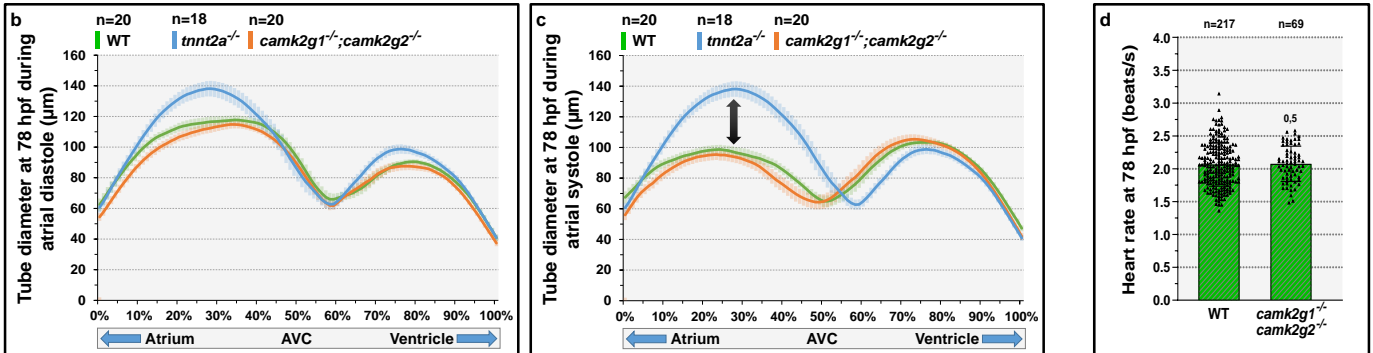 b
n=20 n=18 n=20
WT tnnt2a-/- camk2g1-/-;camk2g2-/-
Tube diameter at 78 hpf during
atrial diastole (µm)
160
140
120
100
80
60
40
20
0
0% 10% 20% 30% 40% 50% 60% 70% 80% 90% 100%
Atrium AVC Ventricle
c
n=20 n=18 n=20
WT tnnt2a-/- camk2g1-/-;camk2g2-/-
Tube diameter at 78 hpf during
atrial systole (µm)
160
140
120
100
80
60
40
20
0
0% 10% 20% 30% 40% 50% 60% 70% 80% 90% 100%
Atrium AVC Ventricle
d
n=217 n=69
Heart rate at 78 hpf (beats/s)
4.0
3.5
3.0
2.5
2.0
1.5
1.0
0.5
0.0
0,5
WT camk2g1-/-
camk2g2-/-